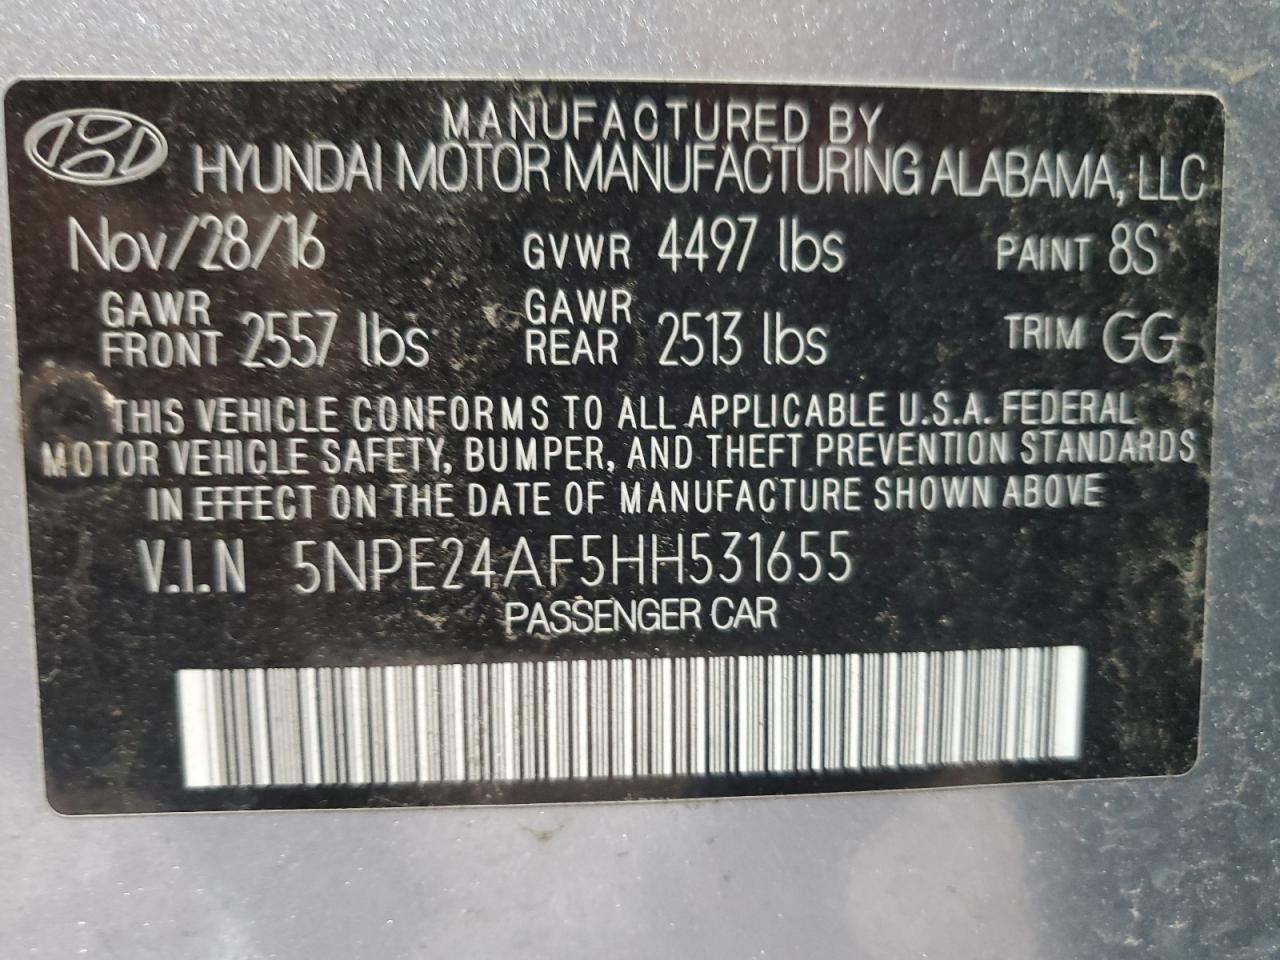 MANUFACTURED BY
HYUNDAI MOTOR MANUFACTURING ALABAMA, LLC
Nov/28/16 GVWR 4497 lbs PAINT 8S
GAWR FRONT 2557 lbs GAWR REAR 2513 lbs TRIM GG
THIS VEHICLE CONFORMS TO ALL APPLICABLE U.S.A. FEDERAL
MOTOR VEHICLE SAFETY, BUMPER, AND THEFT PREVENTION STANDARDS
IN EFFECT ON THE DATE OF MANUFACTURE SHOWN ABOVE
V.I.N 5NPE24AF5HH531655
PASSENGER CAR